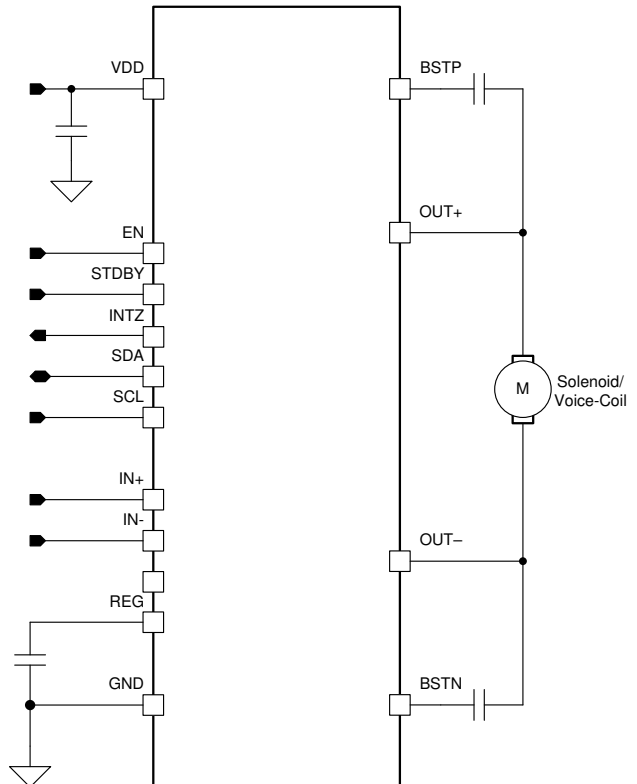 VDD
BSTP
OUT+
EN
STDBY
INTZ
SDA
SCL
M
Solenoid/
Voice-Coil
IN+
IN-
OUT–
REG
GND
BSTN